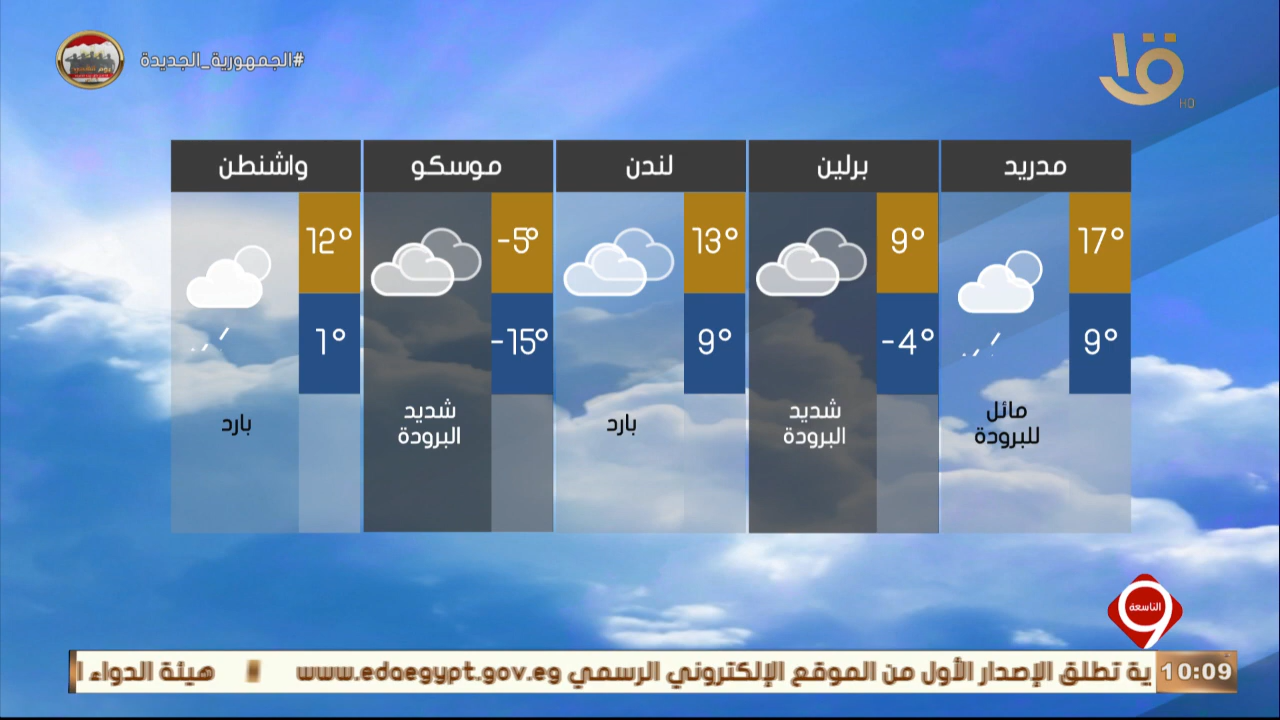 #الجمهورية_الجديدة
HD
مدريد
17°
9°
مائل
للبرودة
برلين
9°
-4°
شديد
البرودة
لندن
13°
9°
بارد
موسكو
-5°
-15°
شديد
البرودة
واشنطن
12°
1°
بارد
التاسعة
9
10:09
ية تطلق الإصدار الأول من الموقع الإلكتروني الرسمي www.edaegypt.gov.eg
هيئة الدواء ا